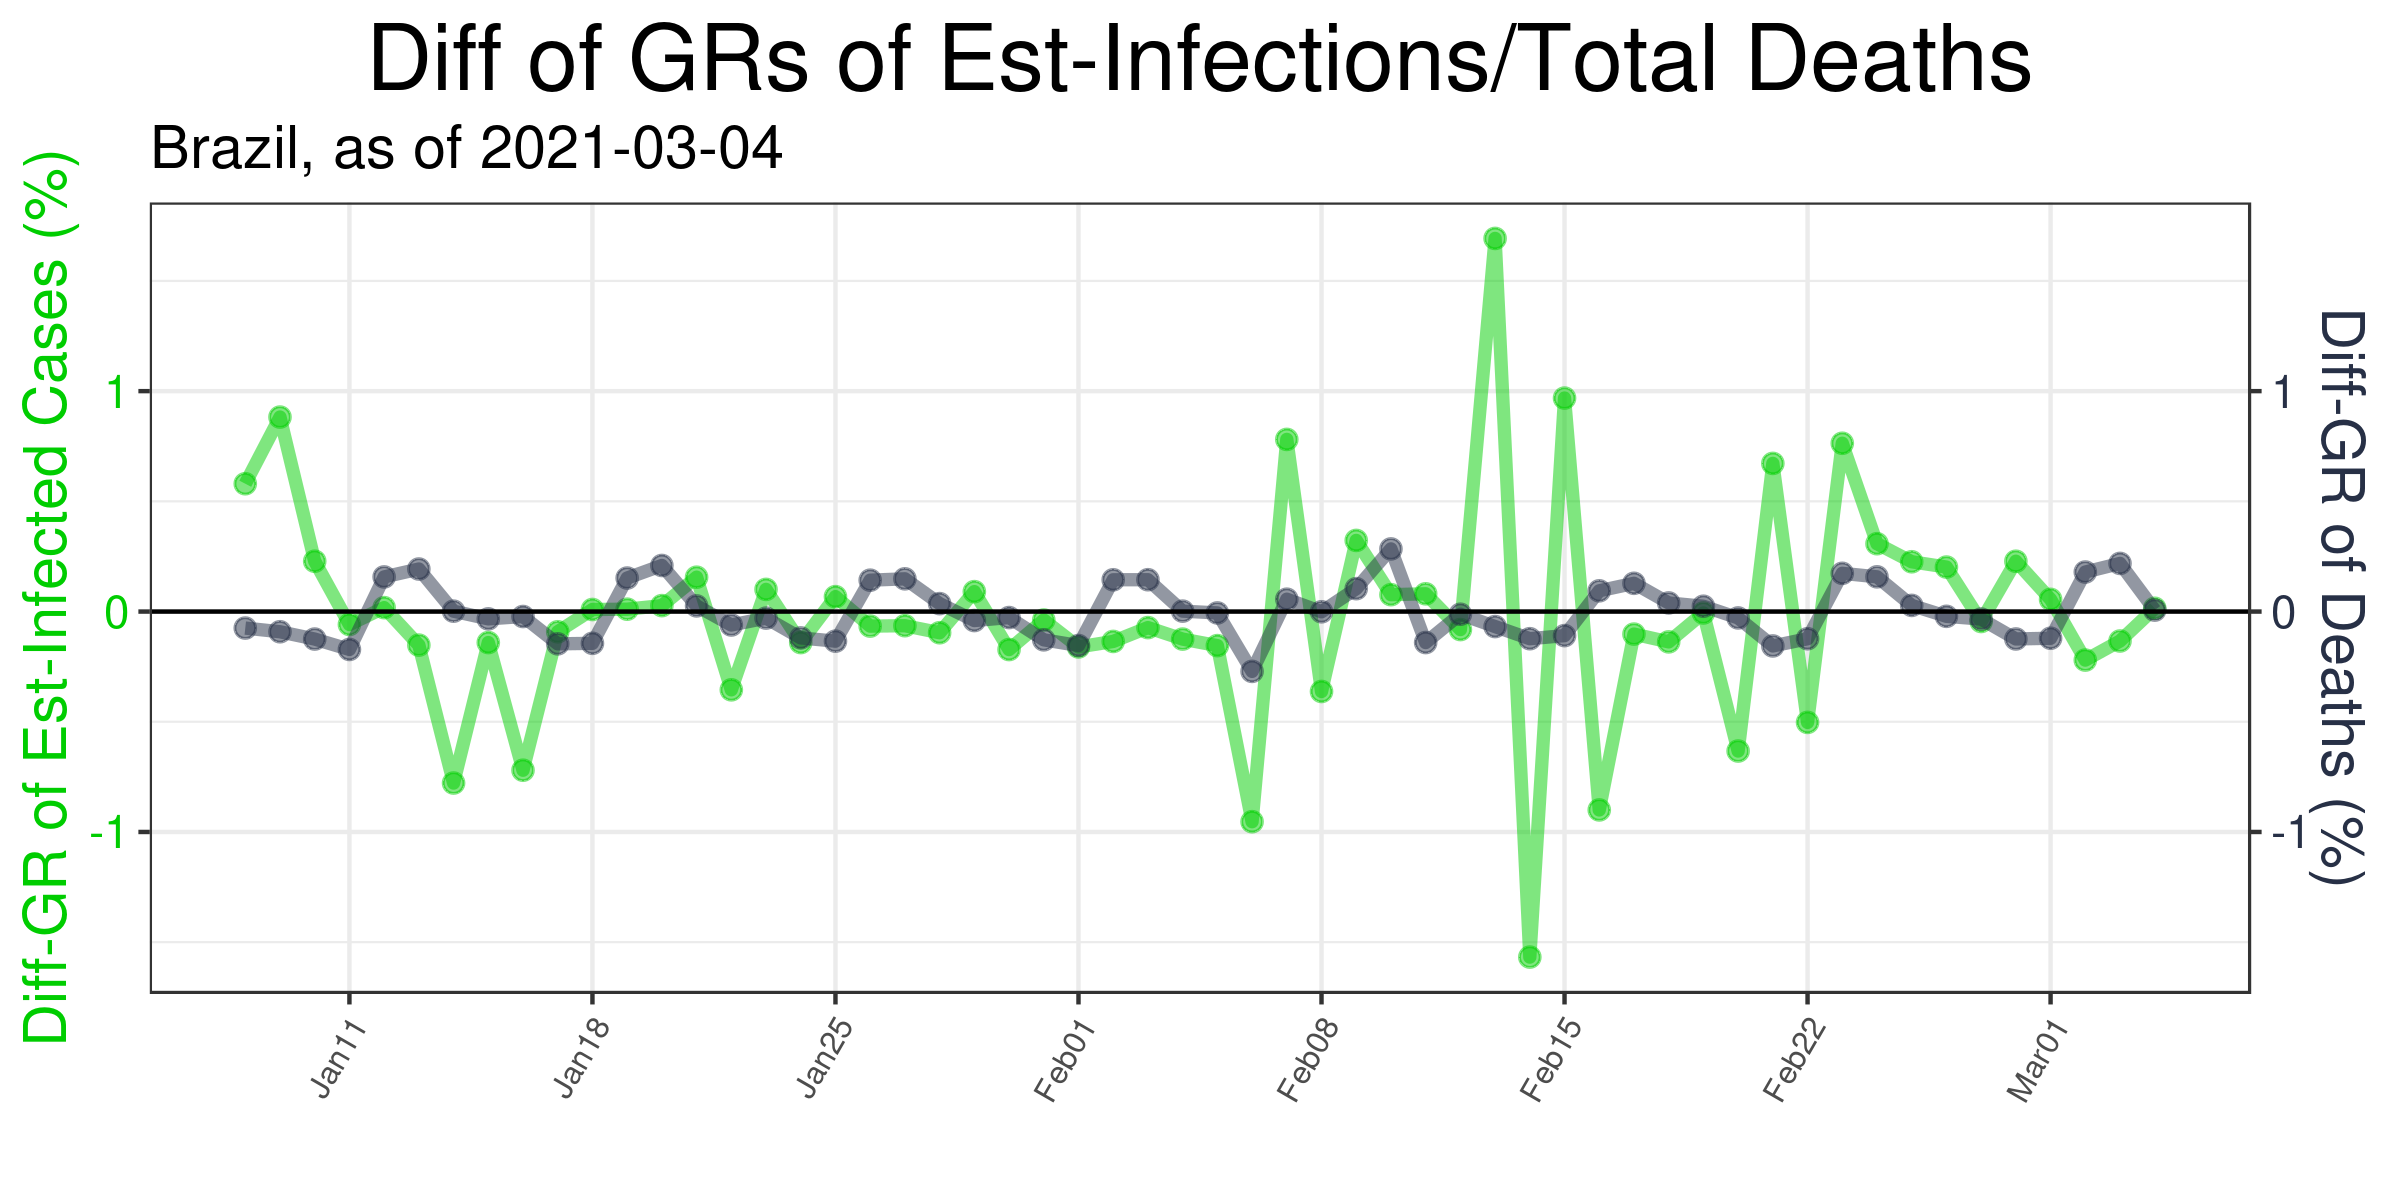 Diff of GRs of Est-Infections/Total Deaths
Brazil, as of 2021-03-04
Diff-GR of Est-Infected Cases (%)
1
0
-1
1
0
-1
Diff-GR of Deaths (%)
Jan11
Jan18
Jan25
Feb01
Feb08
Feb15
Feb22
Mar01